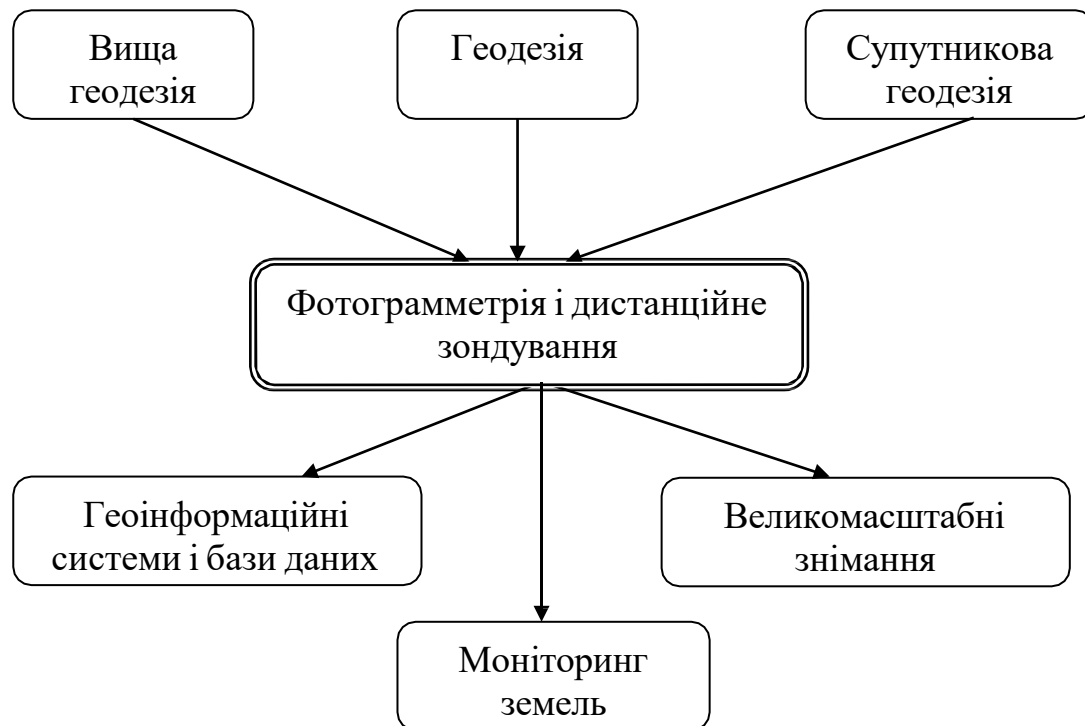 Вища
геодезія
Геодезія
Супутникова
геодезія
Фотограмметрія і дистанційне
зондування
Геоінформаційні
системи і бази даних
Великомасштабні
знімання
Моніторинг
земель